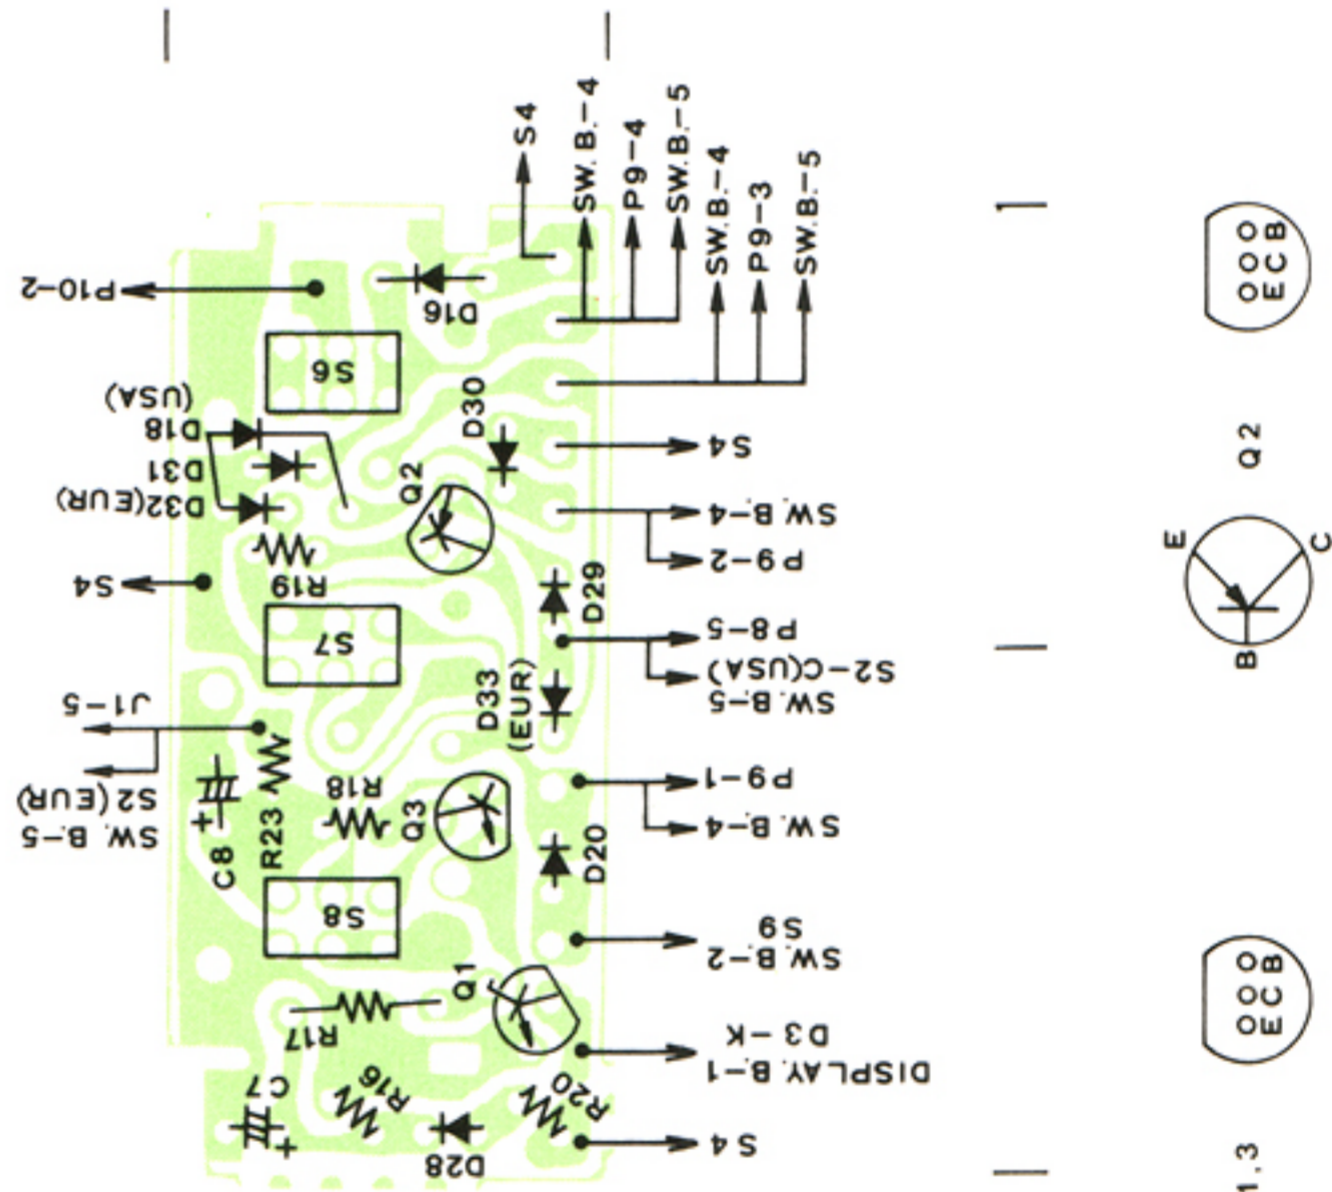 S4
SW.B.-4
P9-4
SW.B.-5
SW.B.-4
P9-3
SW.B.-5
P10-2
D16
S6
(USA)
D18
D31
D32(EUR)
D30
Q2
R19
S4
S7
D29
S4
SW.B.-4
P9-2
P8-5
S2-C(USA)
SW.B.-5
D33
(EUR)
J1-5
S2(EUR)
SW.B.-5
+
C8
R23
R18
Q3
D20
P9-1
SW.B.-4
S8
S9
SW.B.-2
Q1
R17
D3-K
DISPLAY.B.-1
C7
+
R16
D28
R20
S4
E C B
Q2
E
C
B
E C B
1,3